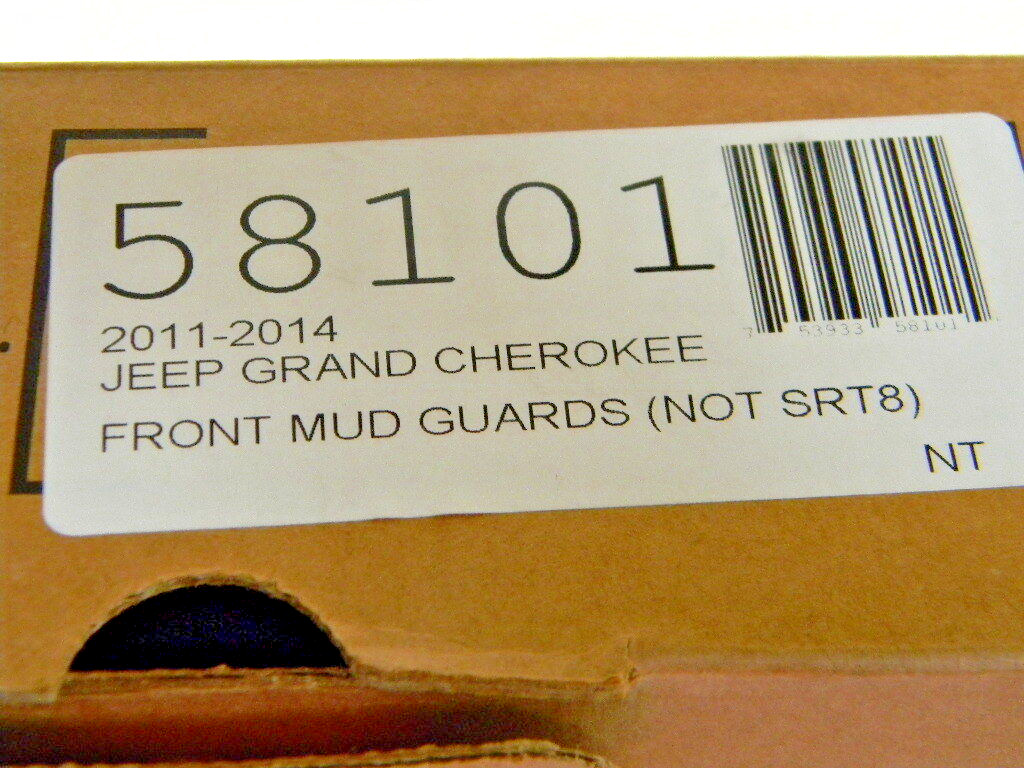 58101
2011-2014
JEEP GRAND CHEROKEE
FRONT MUD GUARDS (NOT SRT8)
NT
7 53933 58101